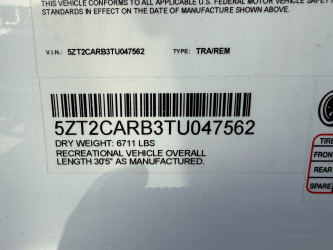 THIS VEHICLE CONFORMS TO ALL APPLICABLE U.S. FEDERAL MOTOR VEHICLE SAFETY
STANDARDS IN EFFECT ON THE DATE OF MANUFACTURE SHOWN ABOVE.
V.I.N.: 5ZT2CARB3TU047562 TYPE: TRA/REM
5ZT2CARB3TU047562
DRY WEIGHT: 6711 LBS
RECREATIONAL VEHICLE OVERALL
LENGTH 30'5" AS MANUFACTURED.
TIRE
FRONT
REAR
SPARE